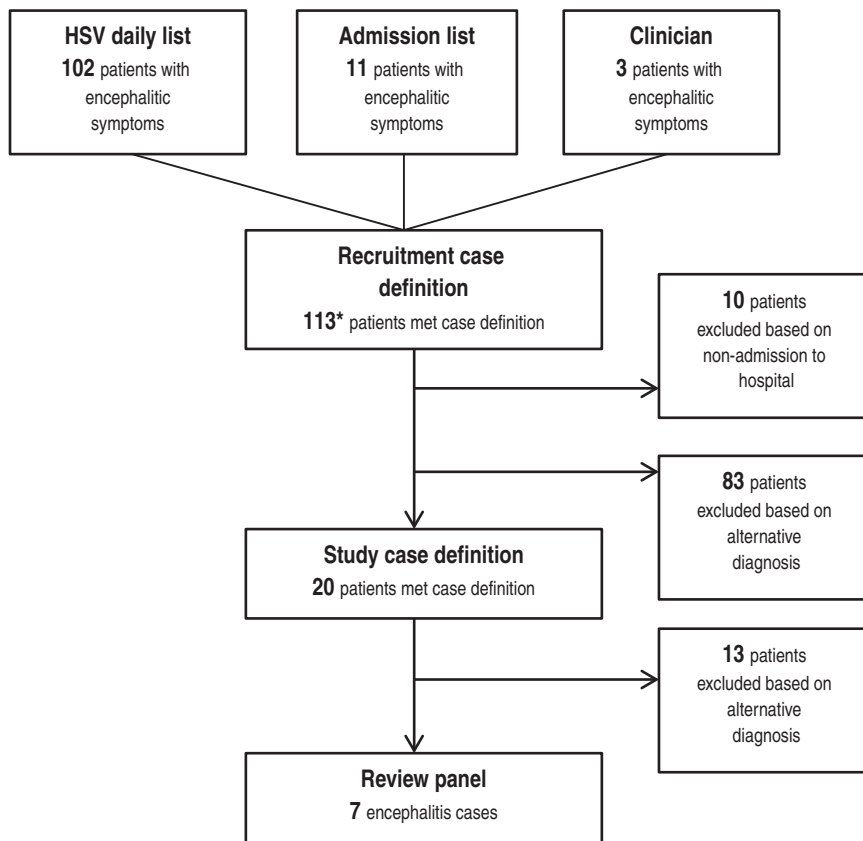 HSV daily list
102 patients with
encephalitic
symptoms
Admission list
11 patients with
encephalitic
symptoms
Clinician
3 patients with
encephalitic
symptoms
Recruitment case
definition
113* patients met case definition
10 patients
excluded based on
non-admission to
hospital
83 patients
excluded based on
alternative
diagnosis
Study case definition
20 patients met case definition
13 patients
excluded based on
alternative
diagnosis
Review panel
7 encephalitis cases